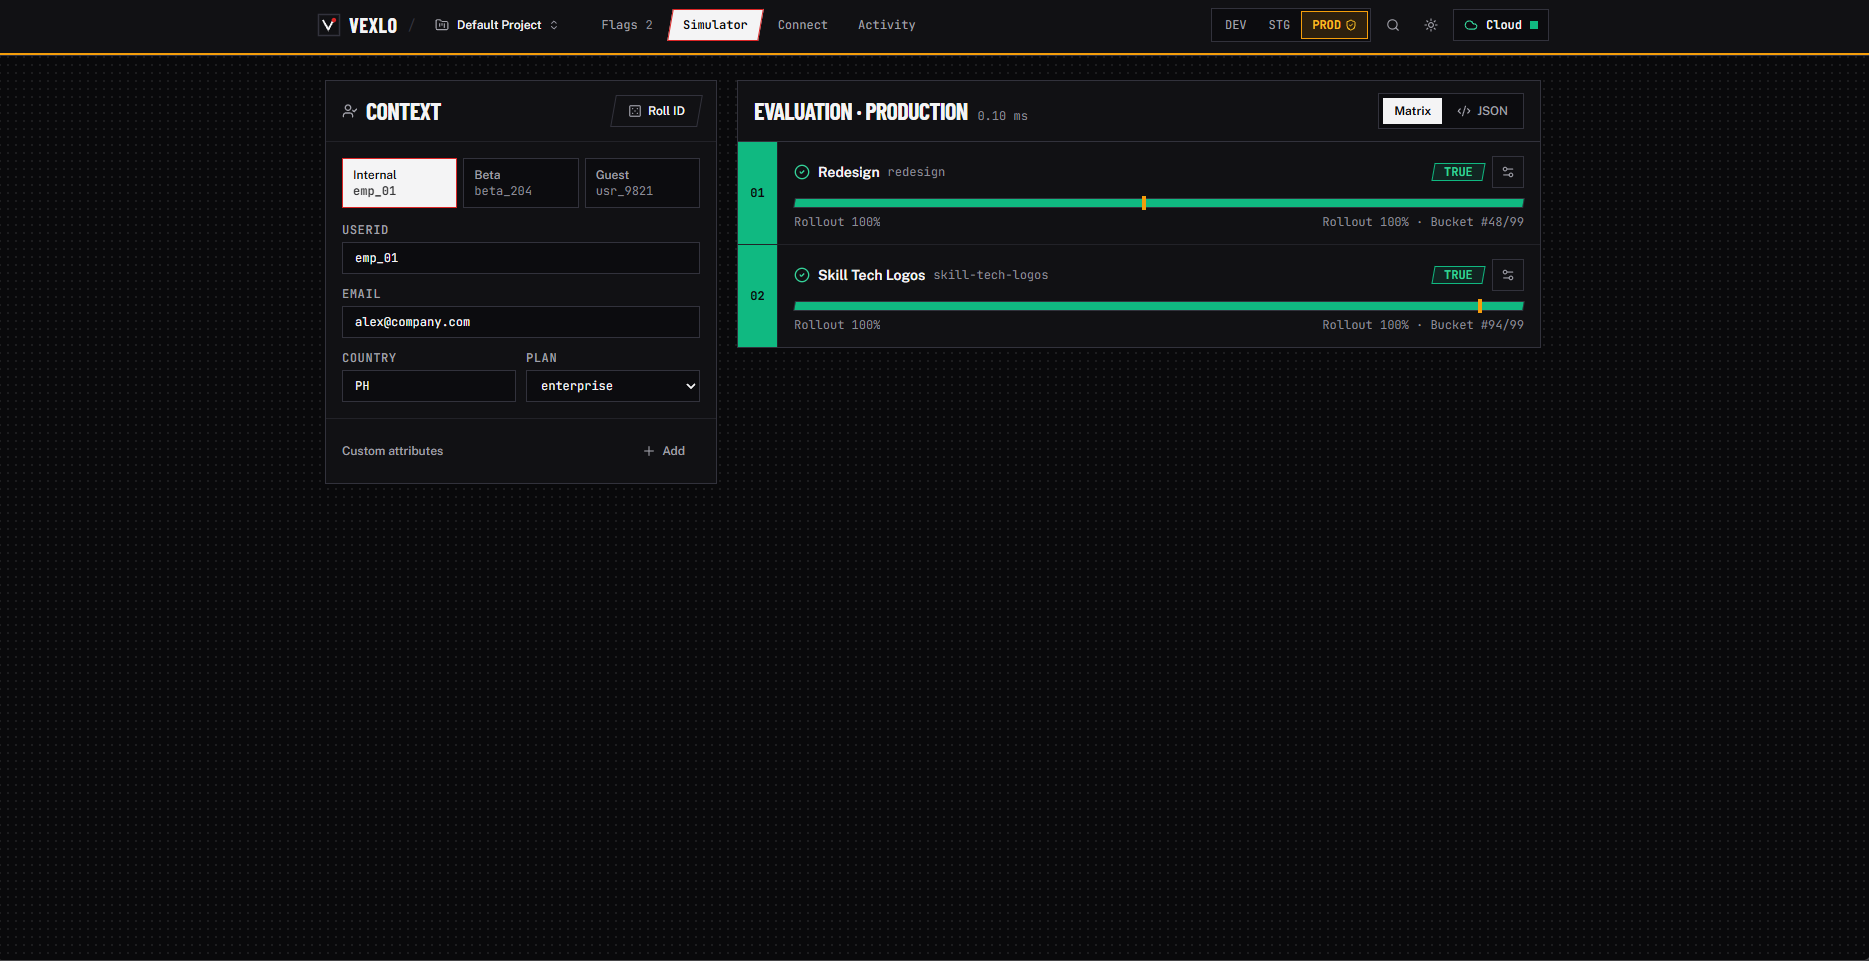 VEXLO / Default Project Flags 2 Simulator Connect Activity DEV STG PROD Cloud
CONTEXT Roll ID
Internal
emp_01
Beta
beta_204
Guest
usr_9821
USERID
emp_01
EMAIL
alex@company.com
COUNTRY PLAN
PH enterprise
Custom attributes + Add
EVALUATION · PRODUCTION 0.10 ms Matrix </> JSON
01
Redesign redesign TRUE
Rollout 100% Rollout 100% · Bucket #48/99
02
Skill Tech Logos skill-tech-logos TRUE
Rollout 100% Rollout 100% · Bucket #94/99